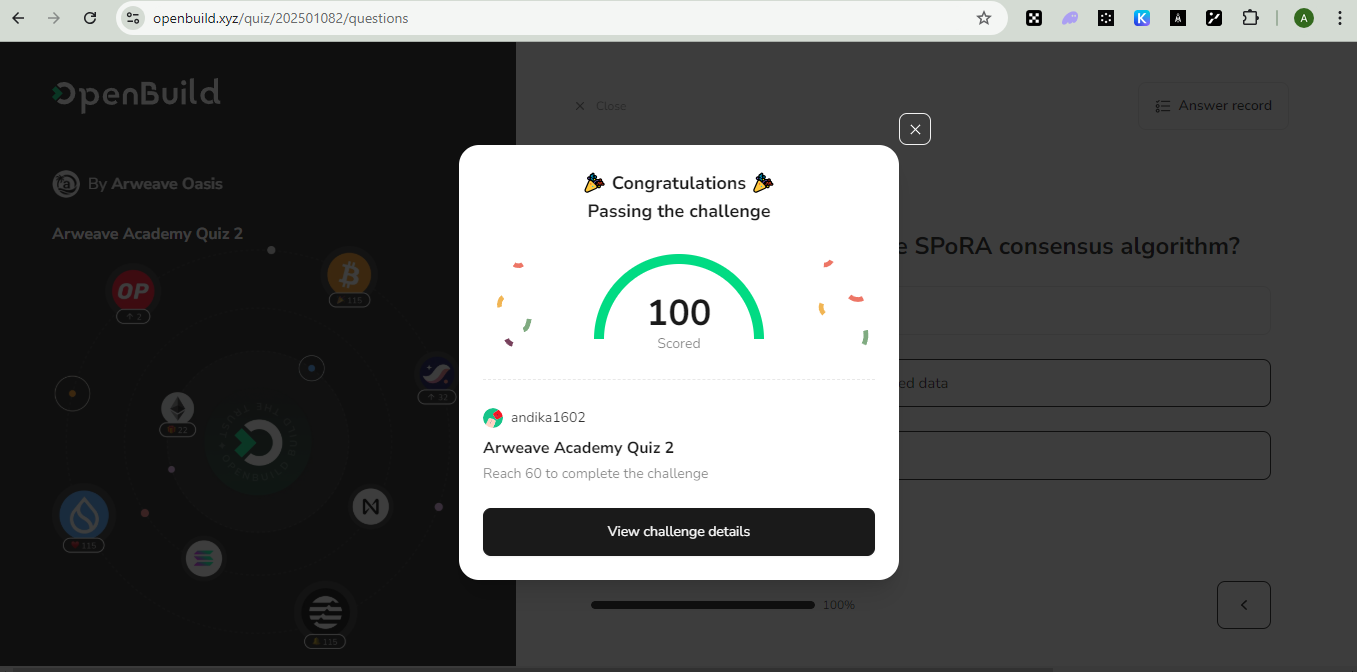 openbuild.xyz/quiz/202501082/questions
K
A
OpenBuild
Close
Answer record
By Arweave Oasis
Arweave Academy Quiz 2
OP
2
115
33
22
115
115
Congratulations
Passing the challenge
100
Scored
andika1602
Arweave Academy Quiz 2
Reach 60 to complete the challenge
View challenge details
e SPoRA consensus algorithm?
ed data
100%